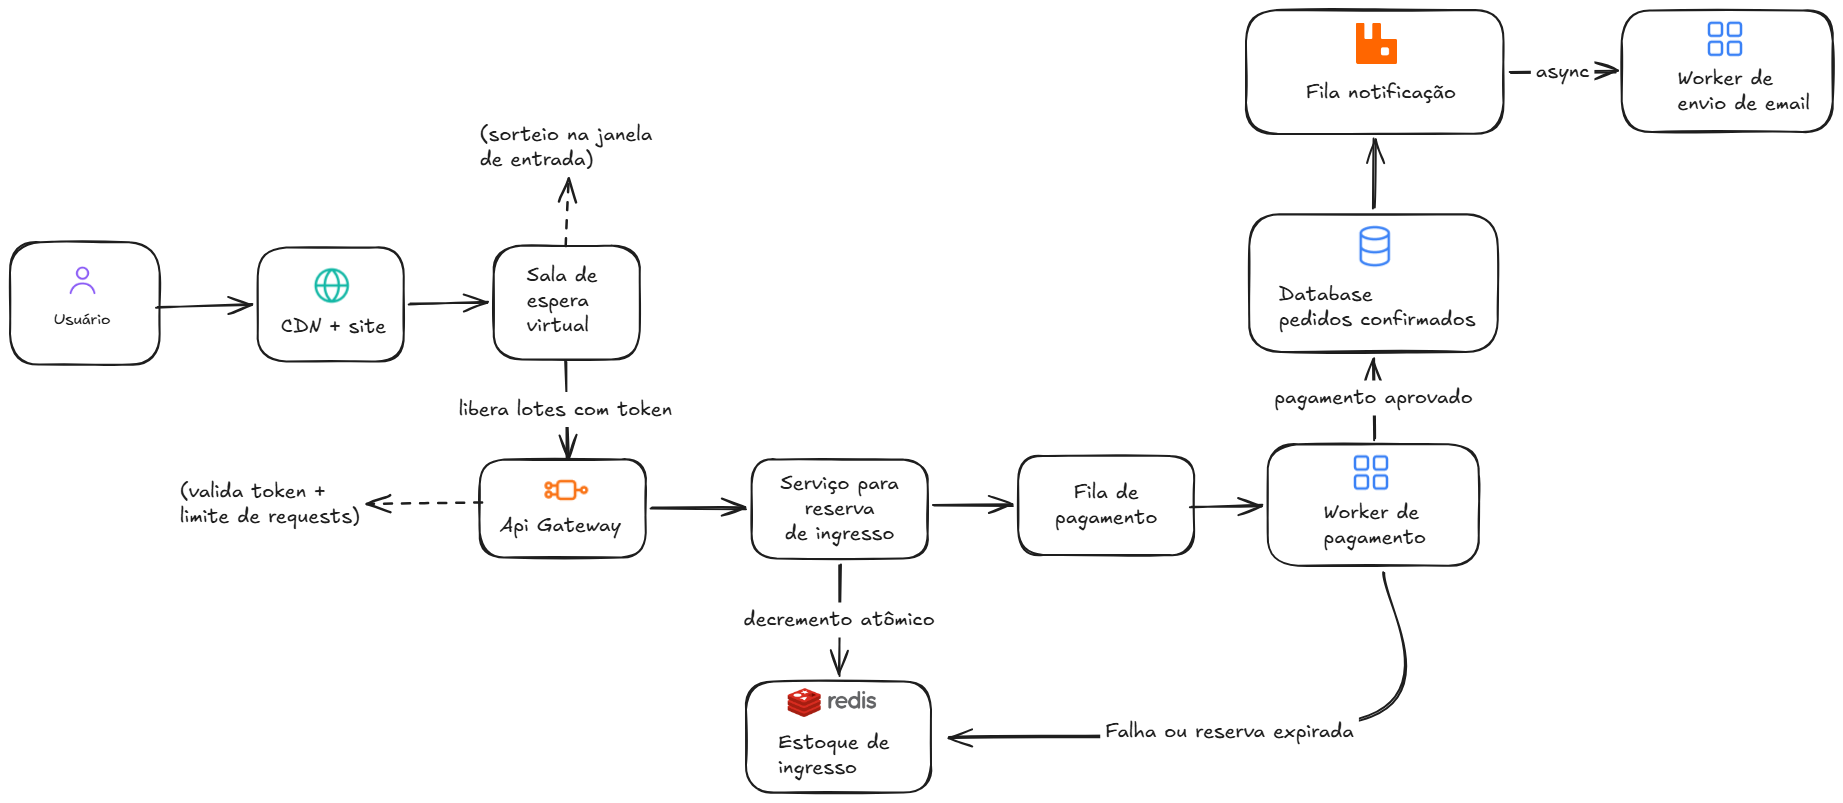 Usuário
CDN + site
(sorteio na janela
de entrada)
Sala de
espera
virtual
libera lotes com token
(valida token +
limite de requests)
Api Gateway
Serviço para
reserva
de ingresso
decremento atômico
redis
Estoque de
ingresso
Fila de
pagamento
Worker de
pagamento
Falha ou reserva expirada
pagamento aprovado
Database
pedidos confirmados
Fila notificação
async
Worker de
envio de email